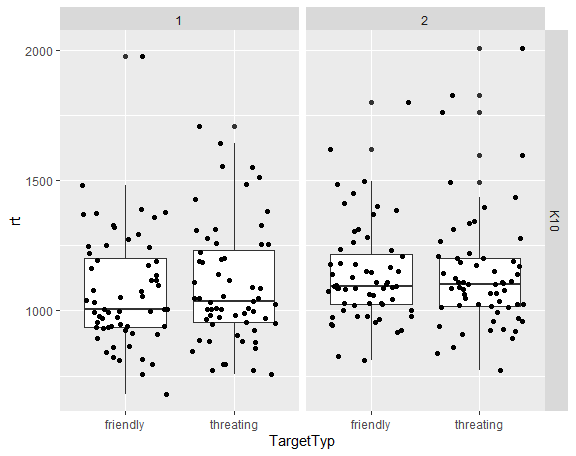 1 2
2000
1500
1000
rt
K10
friendly threating friendly threating
TargetTyp